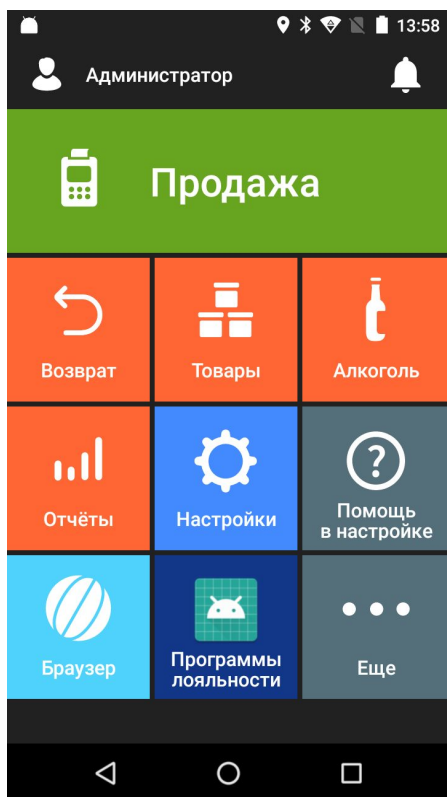 13:58
Администратор
Продажа
Возврат
Товары
Алкоголь
Отчёты
Настройки
?
Помощь
в настройке
Браузер
Программы
лояльности
Еще